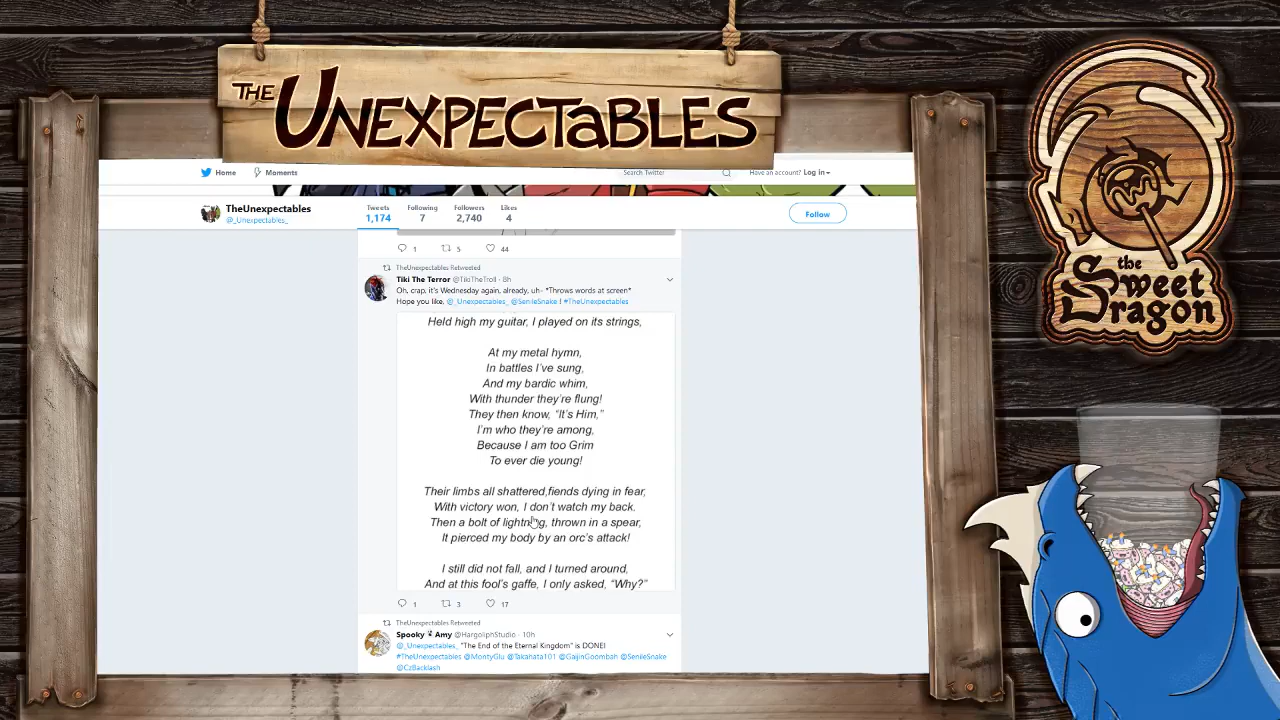 THE UNEXPECTABLES
Home
Moments
Search Twitter
Have an account? Log in
TheUnexpectables
@_Unexpectables_
Tweets
1,174
Following
7
Followers
2,740
Likes
4
Follow
1
5
44
TheUnexpectables Retweeted
Tiki The Terror @TikiTheTroll · 8h
Oh, crap, it's Wednesday again, already, uh- *Throws words at screen*
Hope you like, @_Unexpectables_ @SenileSnake ! #TheUnexpectables
Held high my guitar, I played on its strings,
At my metal hymn,
In battles I've sung,
And my bardic whim,
With thunder they're flung!
They then know, "It's Him,"
I'm who they're among,
Because I am too Grim
To ever die young!
Their limbs all shattered,fiends dying in fear,
With victory won, I don't watch my back.
Then a bolt of lightning, thrown in a spear,
It pierced my body by an orc's attack!
I still did not fall, and I turned around,
And at this fool's gaffe, I only asked, "Why?"
1
3
17
TheUnexpectables Retweeted
Spooky Amy @HargolphStudio · 10h
@_Unexpectables_ "The End of the Eternal Kingdom" is DONE!
#TheUnexpectables @MontyGlu @Takahata101 @GaijinGoombah @SenileSnake
@CzBacklash
the Sweet Dragon